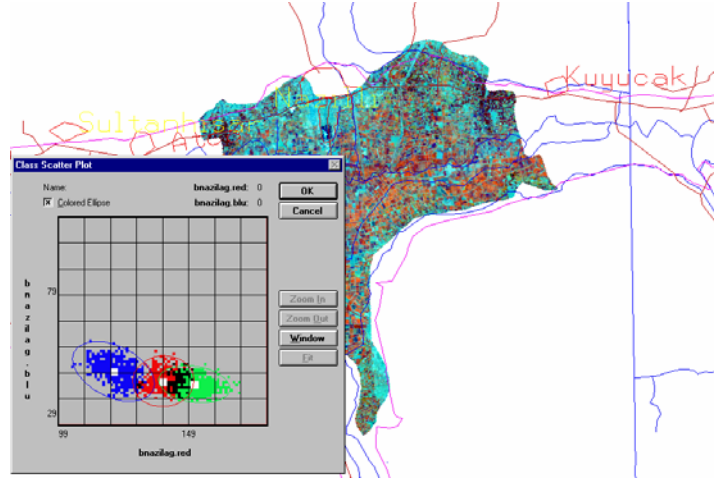 Kuyucak
Class Scatter Plot
Name:
bnazilag.red: 0
OK
Colored Ellipse
bnazilag.blu: 0
Cancel
bnazilag.blu
79
29
99
149
bnazilag.red
Zoom In
Zoom Out
Window
Fit